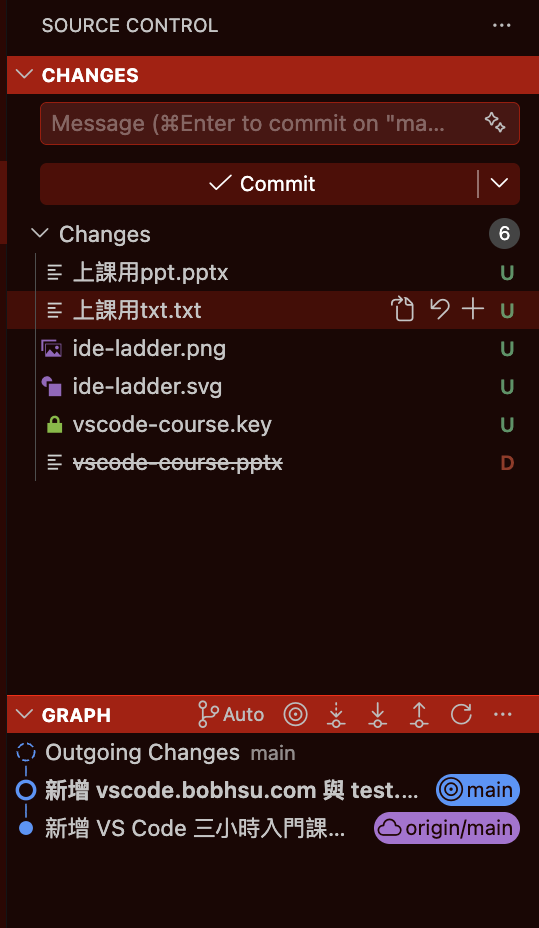 SOURCE CONTROL
CHANGES
Message (⌘Enter to commit on "ma...
Commit
Changes 6
上課用ppt.pptx U
上課用txt.txt U
ide-ladder.png U
ide-ladder.svg U
vscode-course.key U
vscode-course.pptx D
GRAPH Auto
Outgoing Changes main
新增 vscode.bobhsu.com 與 test.... main
新增 VS Code 三小時入門課... origin/main